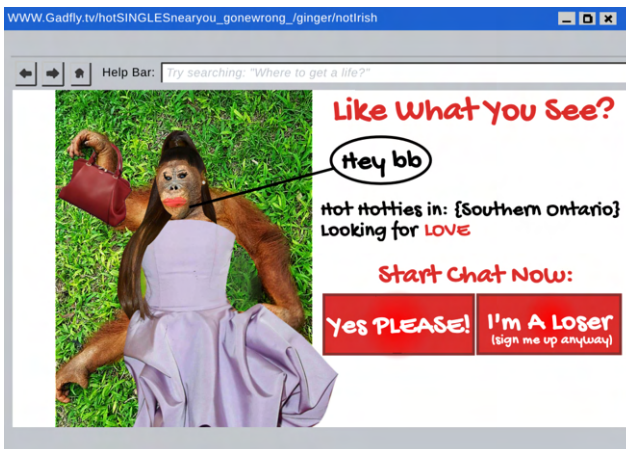 WWW.Gadfly.tv/hotSINGLESnearyou_gonewrong_/ginger/notIrish
Help Bar: Try searching: "Where to get a life?"
Like What You See?
Hey bb
Hot Hotties in: {Southern Ontario}
Looking for LOVE
Start Chat Now:
Yes PLEASE!
I'm A Loser
(sign me up anyway)